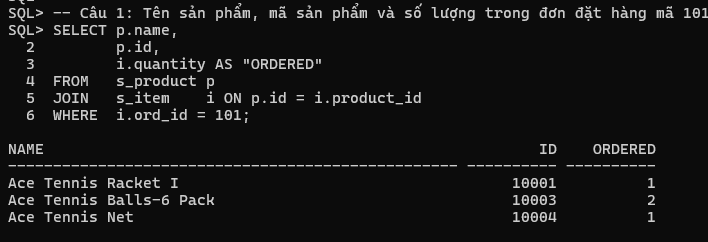 SQL> -- Câu 1: Tên sản phẩm, mã sản phẩm và số lượng trong đơn đặt hàng mã 101
SQL> SELECT p.name,
  2         p.id,
  3         i.quantity AS "ORDERED"
  4  FROM   s_product p
  5  JOIN   s_item    i ON p.id = i.product_id
  6  WHERE  i.ord_id = 101;
NAME                                                       ID    ORDERED
-------------------------------------------------- ---------- ----------
Ace Tennis Racket I                                     10001          1
Ace Tennis Balls-6 Pack                                 10003          2
Ace Tennis Net                                          10004          1